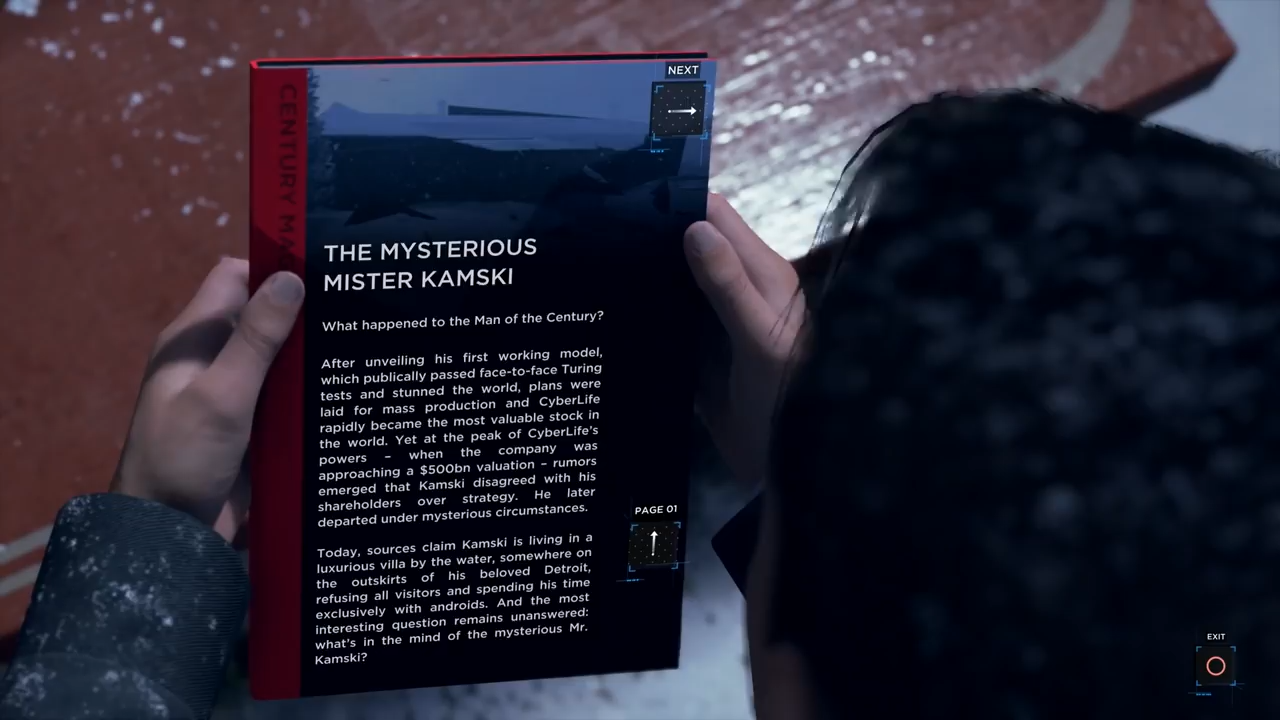 NEXT
CENTURY MA
THE MYSTERIOUS
MISTER KAMSKI
What happened to the Man of the Century?
After unveiling his first working model,
which publically passed face-to-face Turing
tests and stunned the world, plans were
laid for mass production and CyberLife
rapidly became the most valuable stock in
the world. Yet at the peak of CyberLife's
powers – when the company was
approaching a $500bn valuation – rumors
emerged that Kamski disagreed with his
shareholders over strategy. He later
departed under mysterious circumstances.
Today, sources claim Kamski is living in a
luxurious villa by the water, somewhere on
the outskirts of his beloved Detroit,
refusing all visitors and spending his time
exclusively with androids. And the most
interesting question remains unanswered:
what's in the mind of the mysterious Mr.
Kamski?
PAGE 01
EXIT